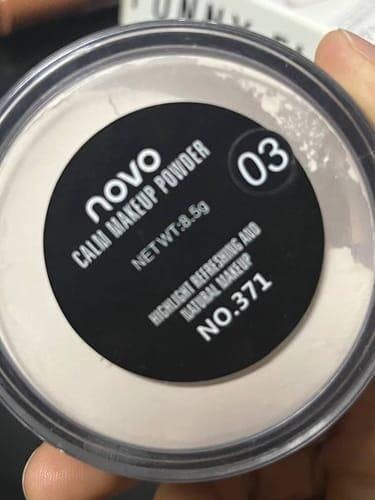 novo
CALM MAKEUP POWDER
03
NETWT:8.5g
HIGHLIGHT REFRESHING AND
NATURAL MAKEUP
NO.371